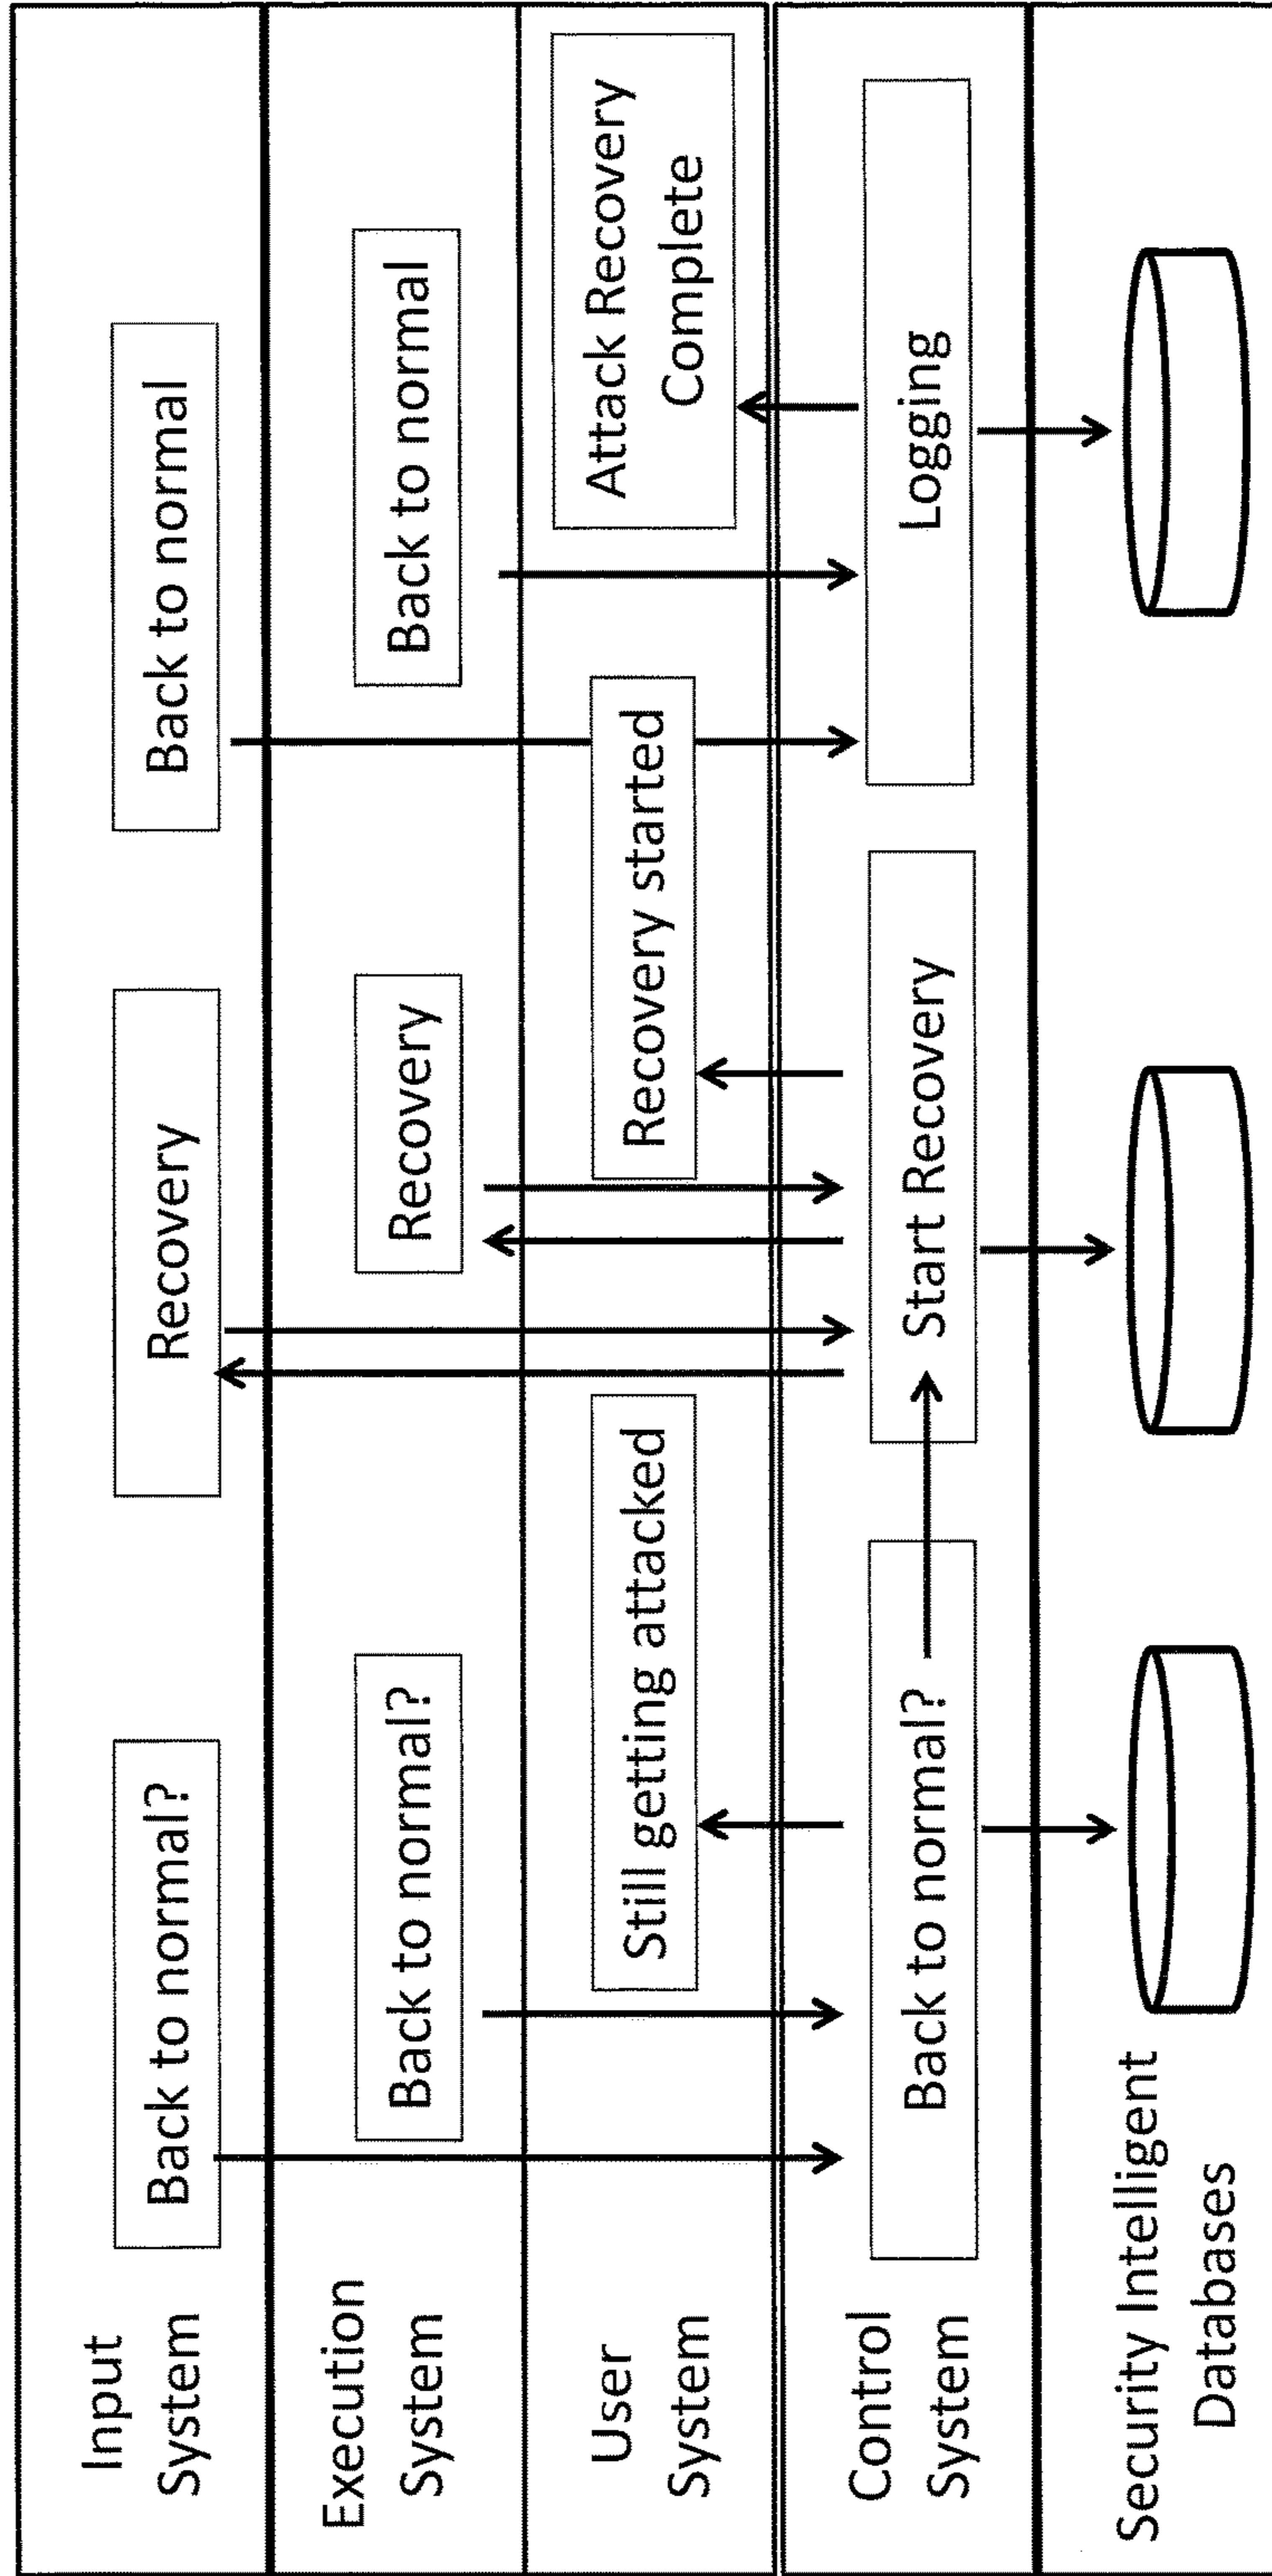 Input
System
Back to normal?
Recovery
Back to normal
Execution
System
Back to normal?
Recovery
Back to normal
User
System
Still getting attacked
Recovery started
Attack Recovery
Complete
Control
System
Back to normal?
Start Recovery
Logging
Security Intelligent
Databases